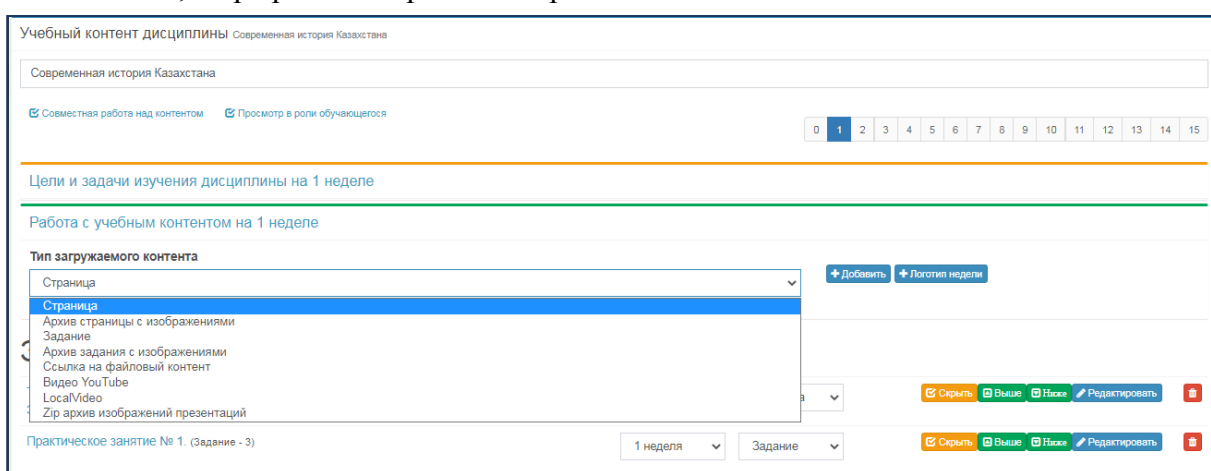 Учебный контент дисциплины Современная история Казахстана
Современная история Казахстана
Совместная работа над контентом Просмотр в роли обучающегося
0 1 2 3 4 5 6 7 8 9 10 11 12 13 14 15
Цели и задачи изучения дисциплины на 1 неделе
Работа с учебным контентом на 1 неделе
Тип загружаемого контента
Страница
+ Добавить + Логотип недели
Страница
Архив страницы с изображениями
Задание
Архив задания с изображениями
Ссылка на файловый контент
Видео YouTube
LocalVideo
Zip архив изображений презентаций
Скрыть Выше Ниже Редактировать
Практическое занятие № 1. (Задание - 3) 1 неделя Задание Скрыть Выше Ниже Редактировать